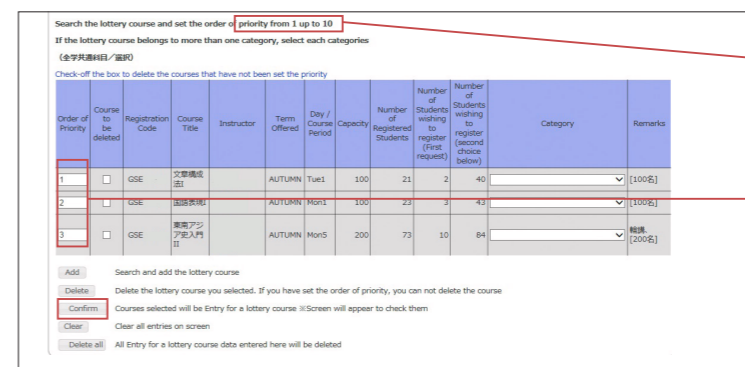 Search the lottery course and set the order of priority from 1 up to 10
If the lottery course belongs to more than one category, select each categories
（全学共通科目／選択）
Check-off the box to delete the courses that have not been set the priority
Order of Priority	Course to be deleted	Registration Code	Course Title	Instructor	Term Offered	Day / Course Period	Capacity	Number of Registered Students	Number of Students wishing to register (First request)	Number of Students wishing to register (second choice below)	Category	Remarks
1	GSE	文章構成法I	AUTUMN	Tue1	100	21	2	40	[100名]
2	GSE	国語表現I	AUTUMN	Mon1	100	23	3	43	[100名]
3	GSE	東南アジア史入門II	AUTUMN	Mon5	200	73	10	84	輪講、[200名]
Add	Search and add the lottery course
Delete	Delete the lottery course you selected. If you have set the order of priority, you can not delete the course
Confirm	Courses selected will be Entry for a lottery course ※Screen will appear to check them
Clear	Clear all entries on screen
Delete all	All Entry for a lottery course data entered here will be deleted